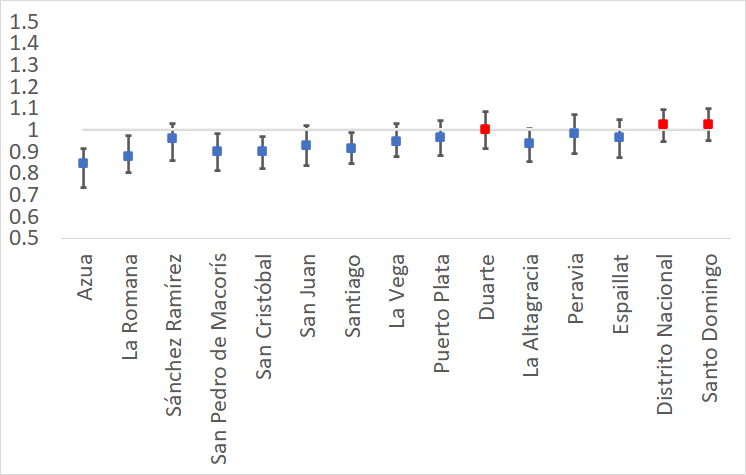 1.5
1.4
1.3
1.2
1.1
1
0.9
0.8
0.7
0.6
0.5
Azua
La Romana
Sánchez Ramírez
San Pedro de Macorís
San Cristóbal
San Juan
Santiago
La Vega
Puerto Plata
Duarte
La Altagracia
Peravia
Espaillat
Distrito Nacional
Santo Domingo